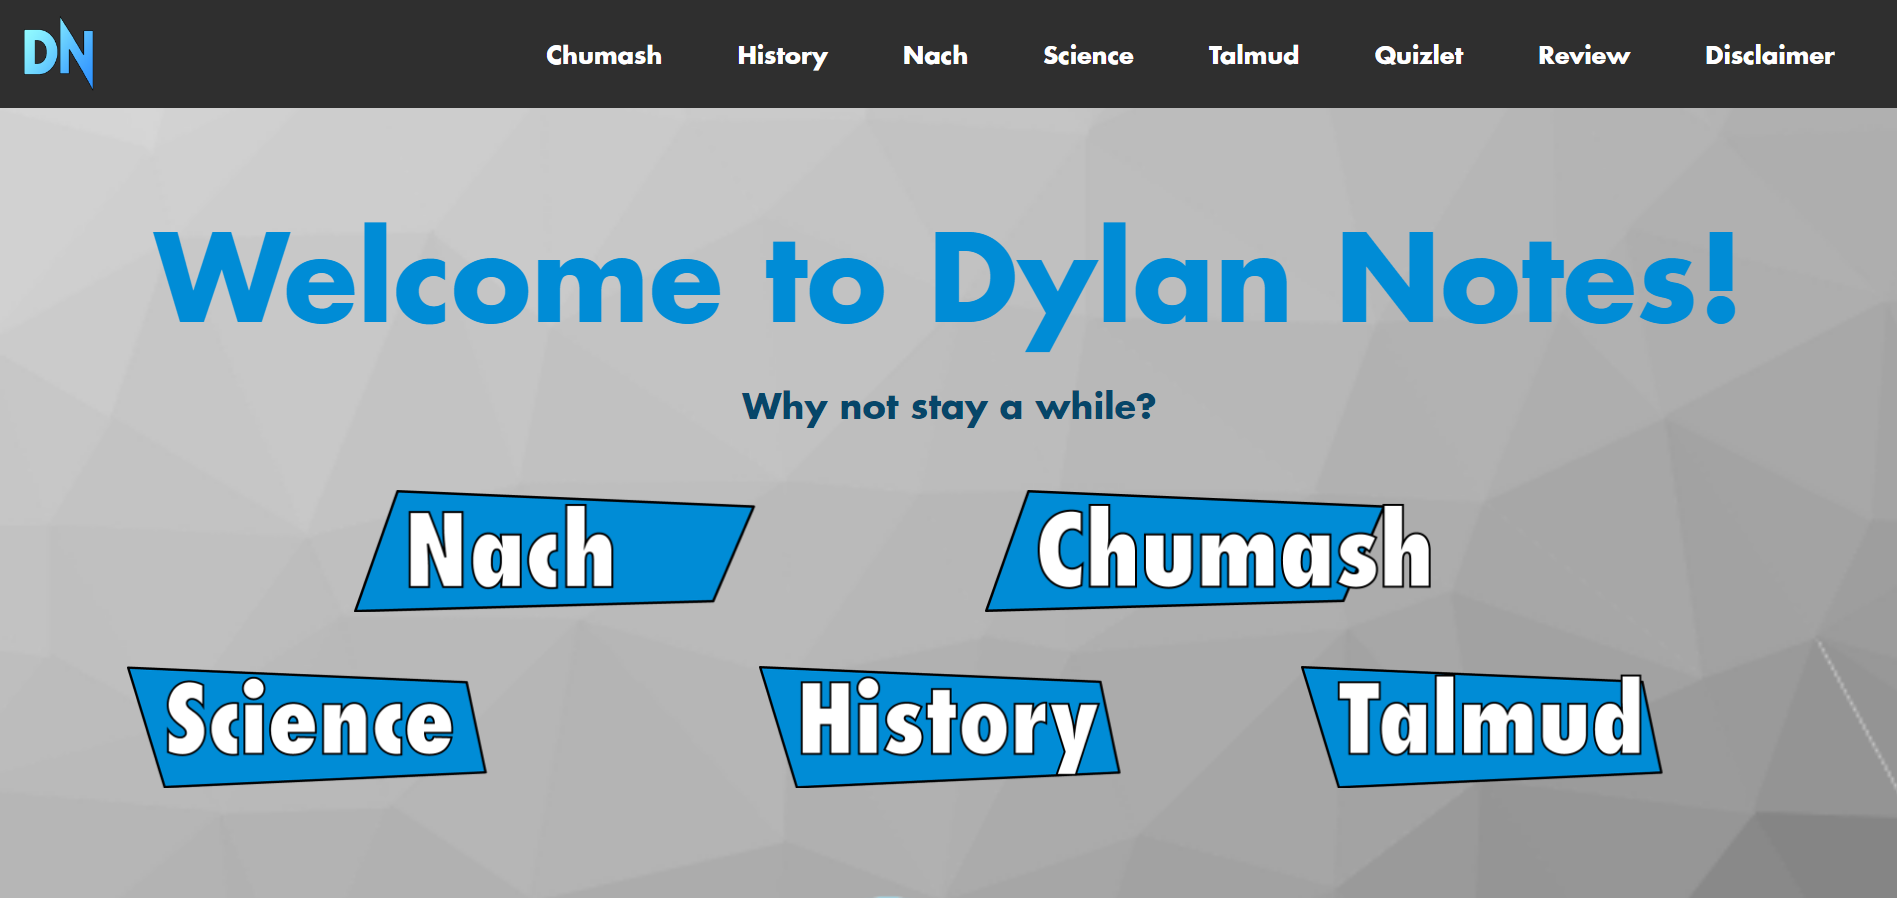 DN
Chumash History Nach Science Talmud Quizlet Review Disclaimer
Welcome to Dylan Notes!
Why not stay a while?
Nach Chumash
Science History Talmud